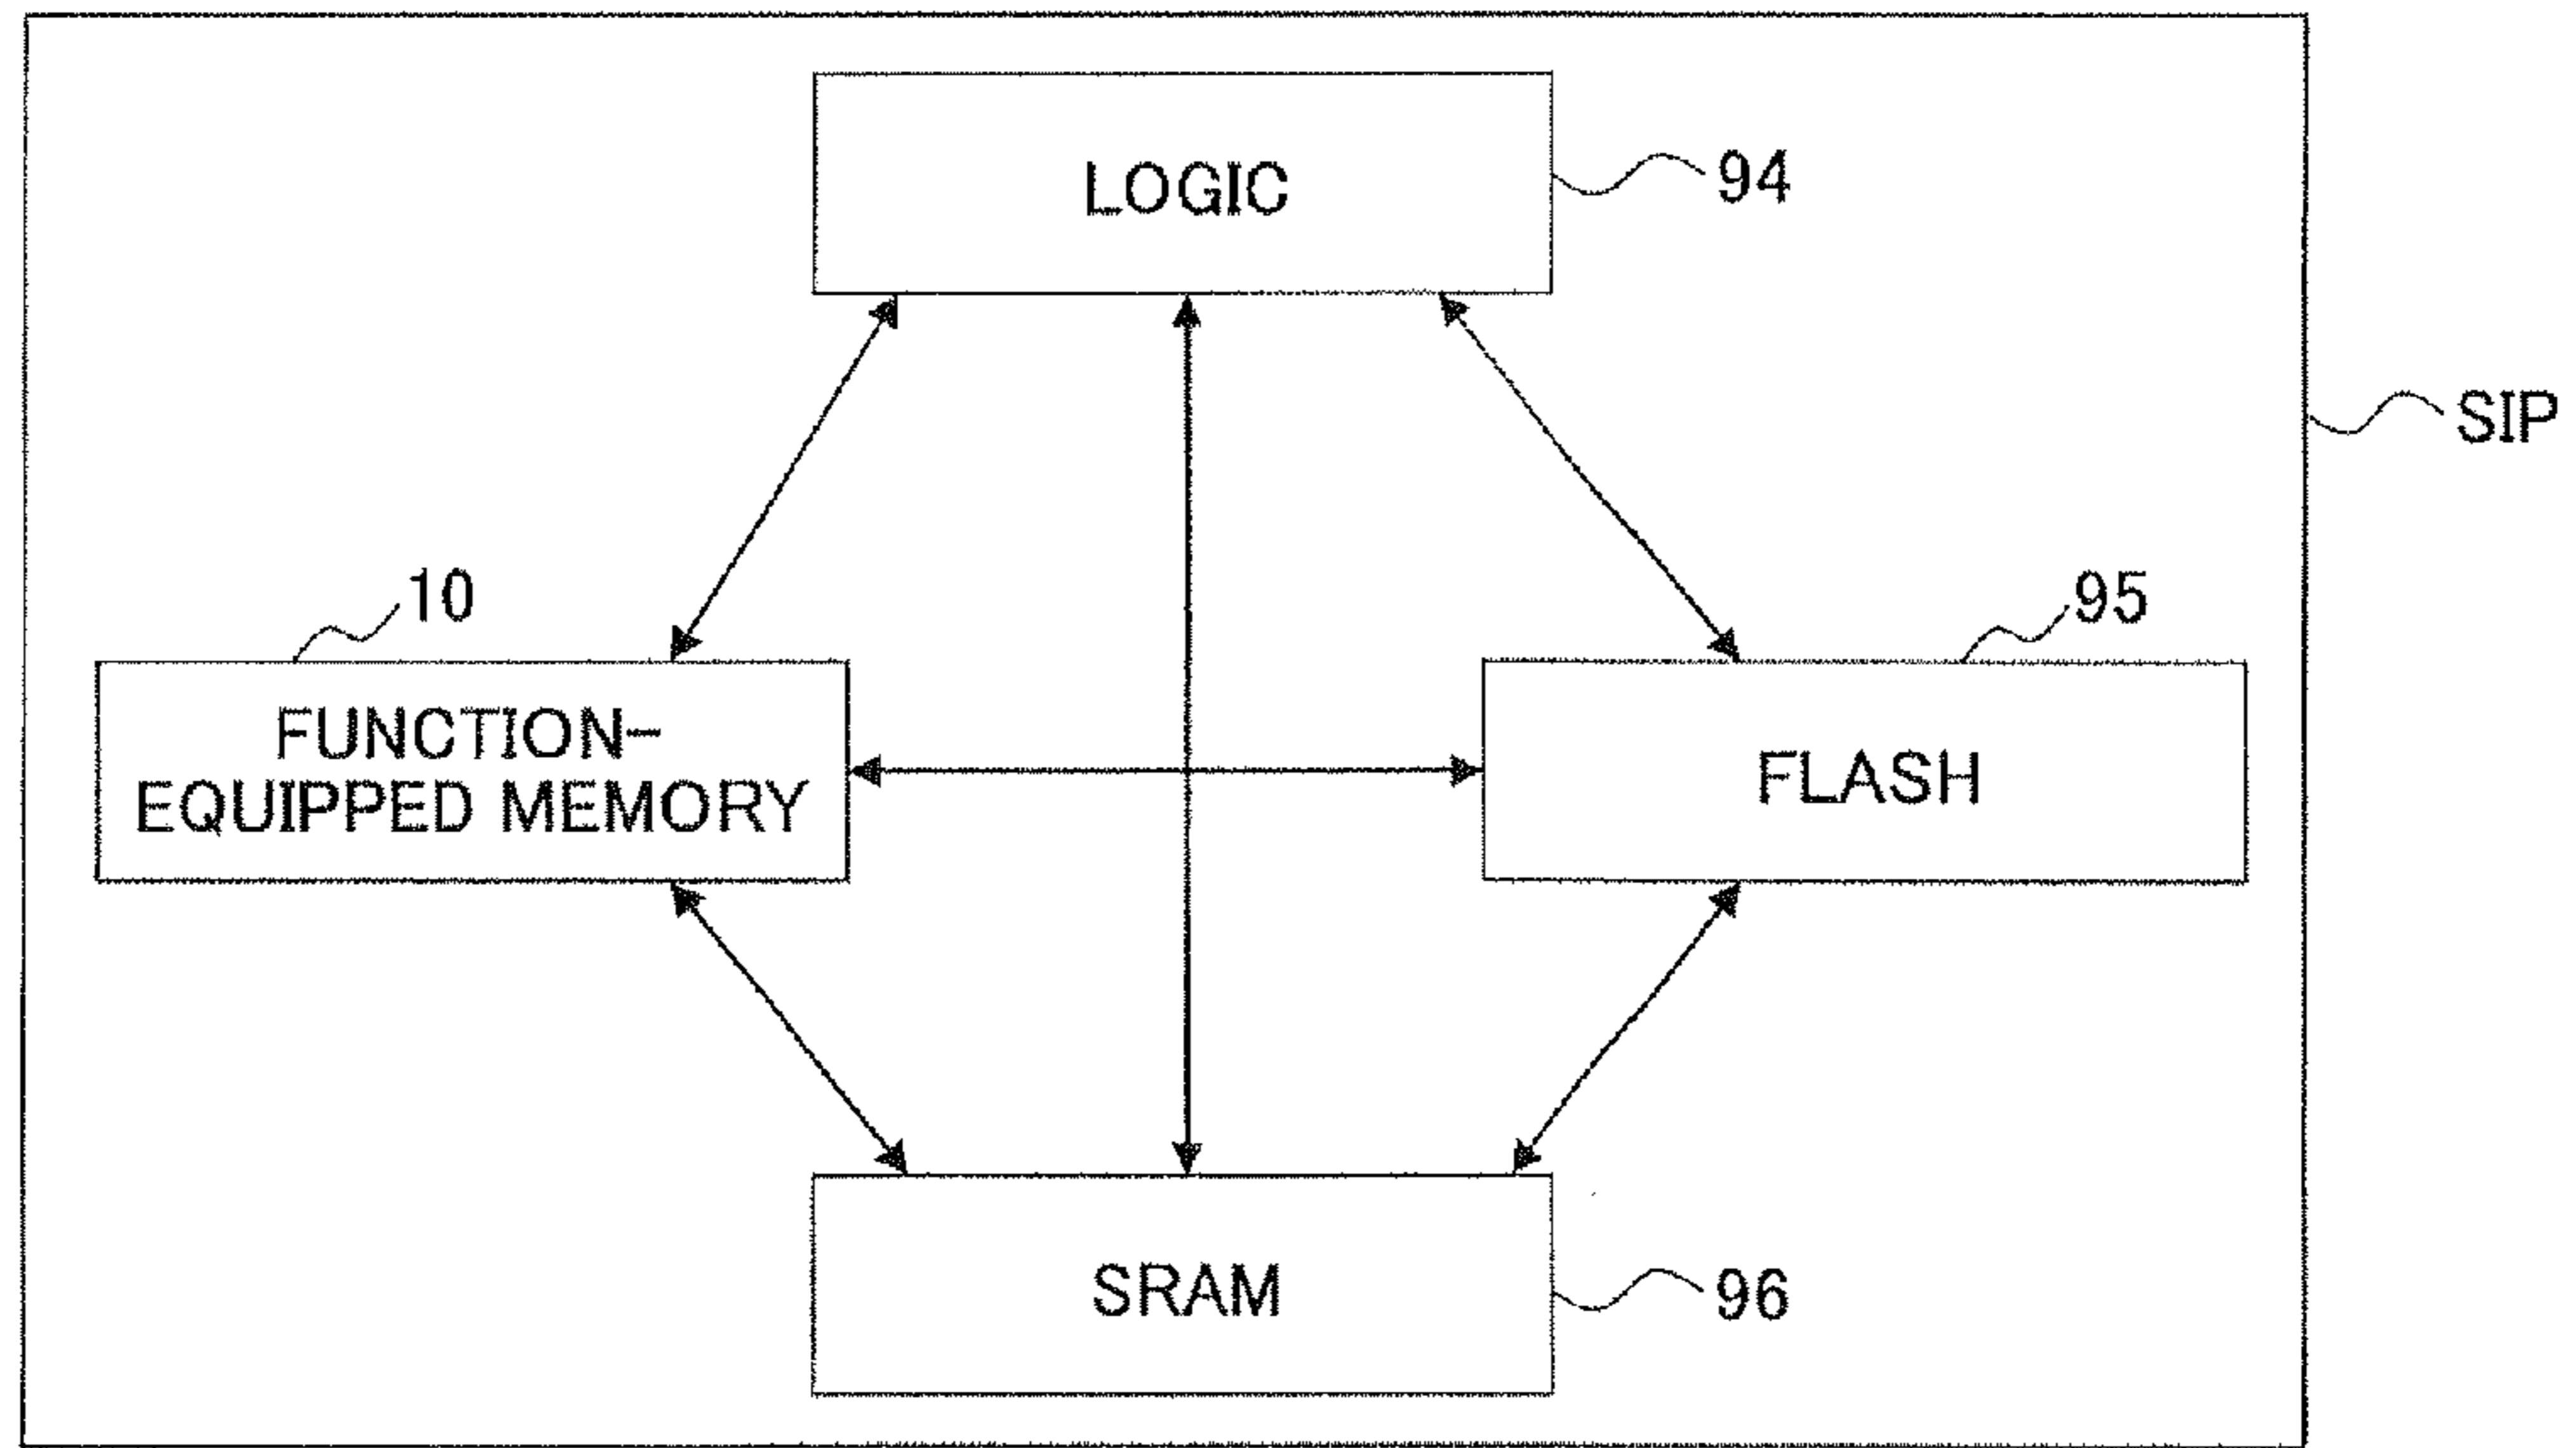 LOGIC
94
SIP
10
95
FUNCTION-
EQUIPPED MEMORY
FLASH
SRAM
96